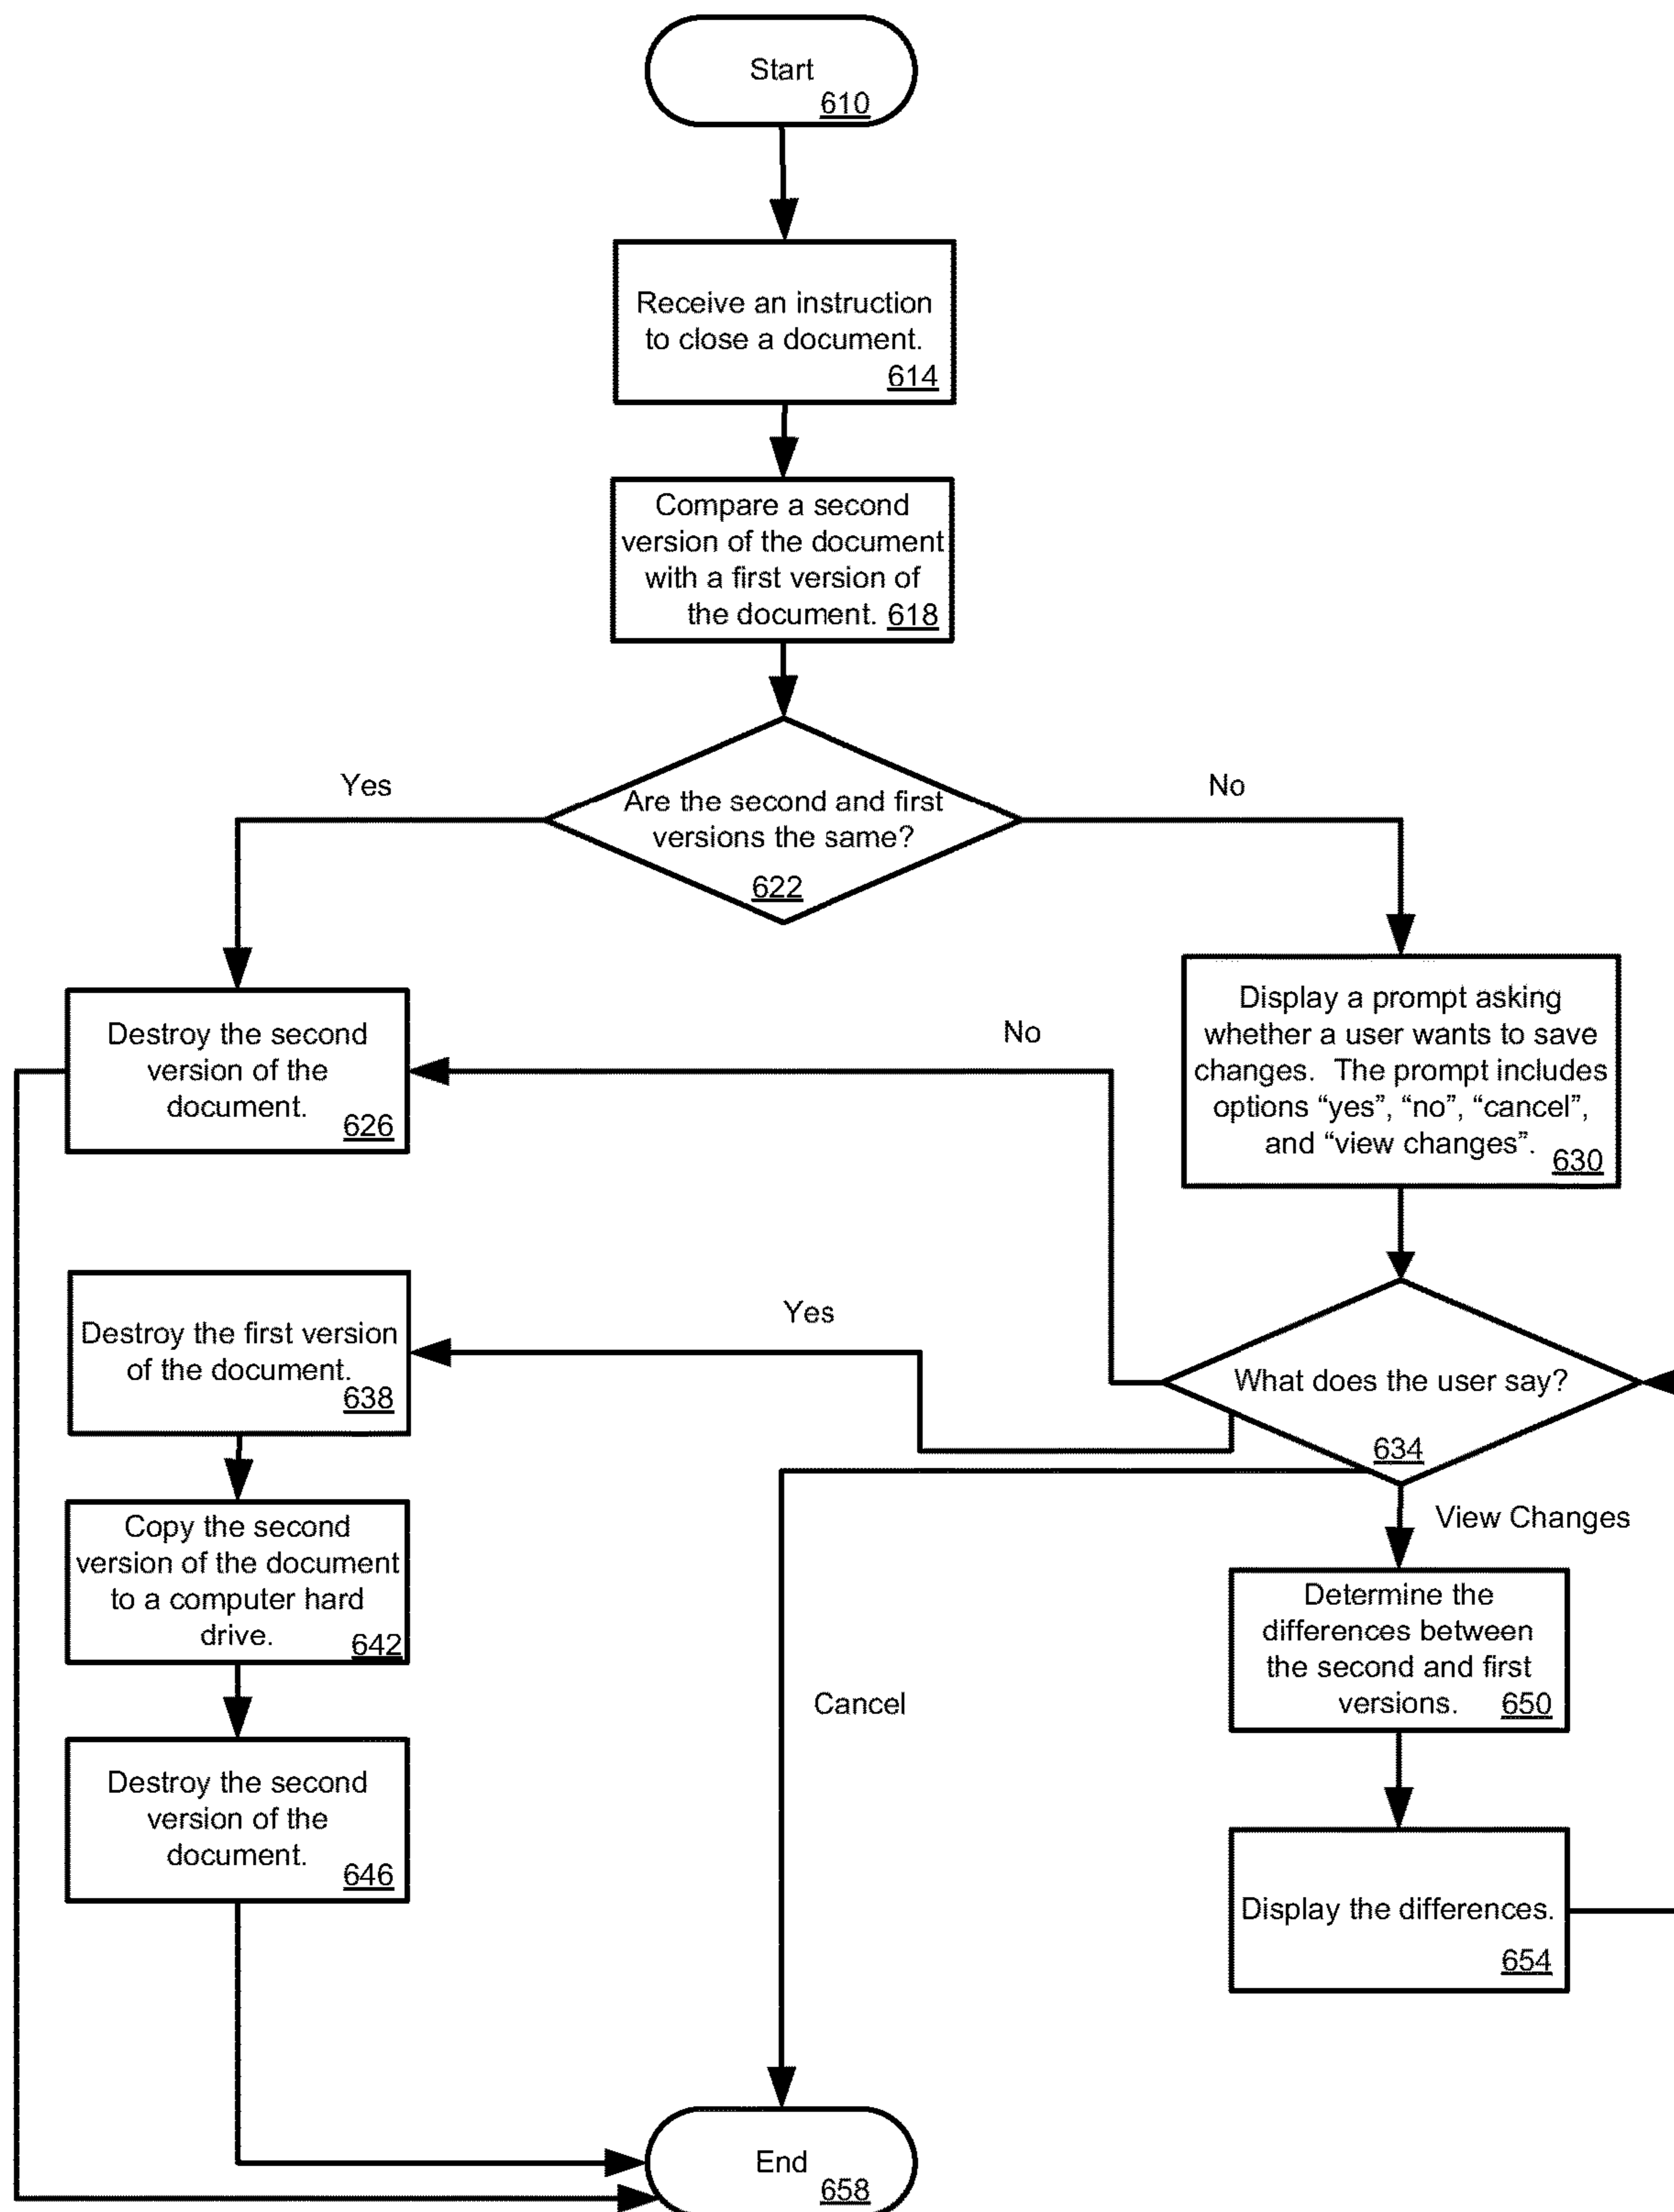 Start
610
Receive an instruction
to close a document.
614
Compare a second
version of the document
with a first version of
the document. 618
Yes
No
Are the second and first
versions the same?
622
Destroy the second
version of the
document.
626
No
Display a prompt asking
whether a user wants to save
changes. The prompt includes
options “yes”, “no”, “cancel”,
and “view changes”.
630
Destroy the first version
of the document.
638
Yes
What does the user say?
634
View Changes
Copy the second
version of the document
to a computer hard
drive.
642
Determine the
differences between
the second and first
versions. 650
Cancel
Destroy the second
version of the
document.
646
Display the differences.
654
End
658